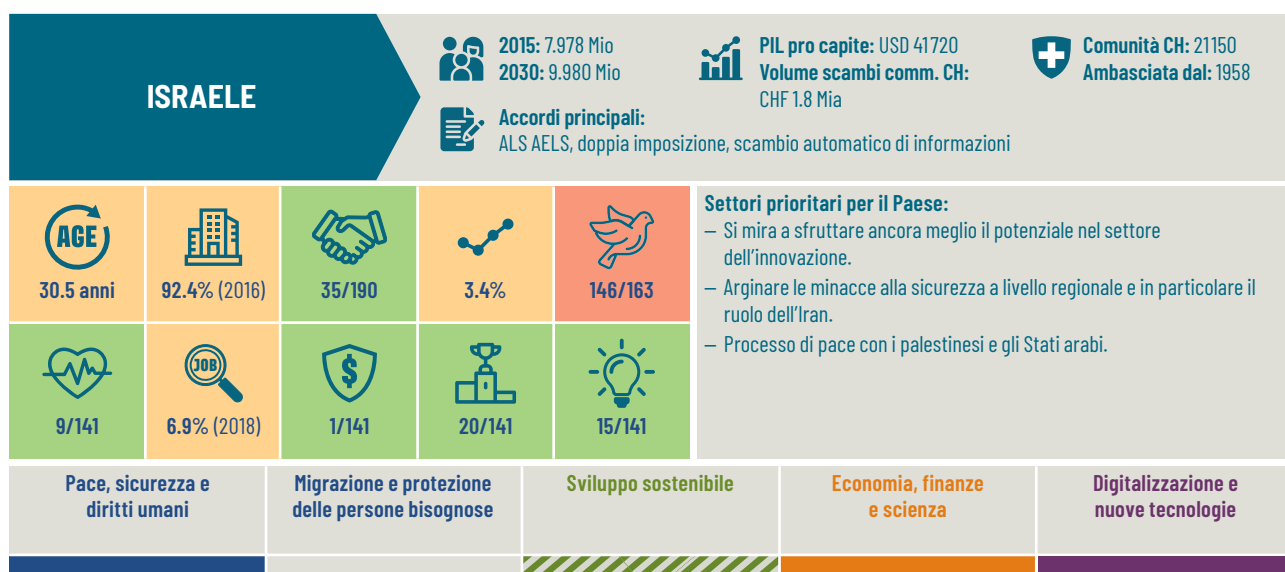 ISRAELE
2015: 7.978 Mio
2030: 9.980 Mio
PIL pro capite: USD 41720
Volume scambi comm. CH:
CHF 1.8 Mia
Comunità CH: 21150
Ambasciata dal: 1958
Accordi principali:
ALS AELS, doppia imposizione, scambio automatico di informazioni
AGE
30.5 anni
92.4% (2016)
35/190
3.4%
146/163
JOB
$
9/141
6.9% (2018)
1/141
20/141
15/141
Settori prioritari per il Paese:
– Si mira a sfruttare ancora meglio il potenziale nel settore
dell’innovazione.
– Arginare le minacce alla sicurezza a livello regionale e in particolare il
ruolo dell’Iran.
– Processo di pace con i palestinesi e gli Stati arabi.
Pace, sicurezza e
diritti umani
Migrazione e protezione
delle persone bisognose
Sviluppo sostenibile
Economia, finanze
e scienza
Digitalizzazione e
nuove tecnologie